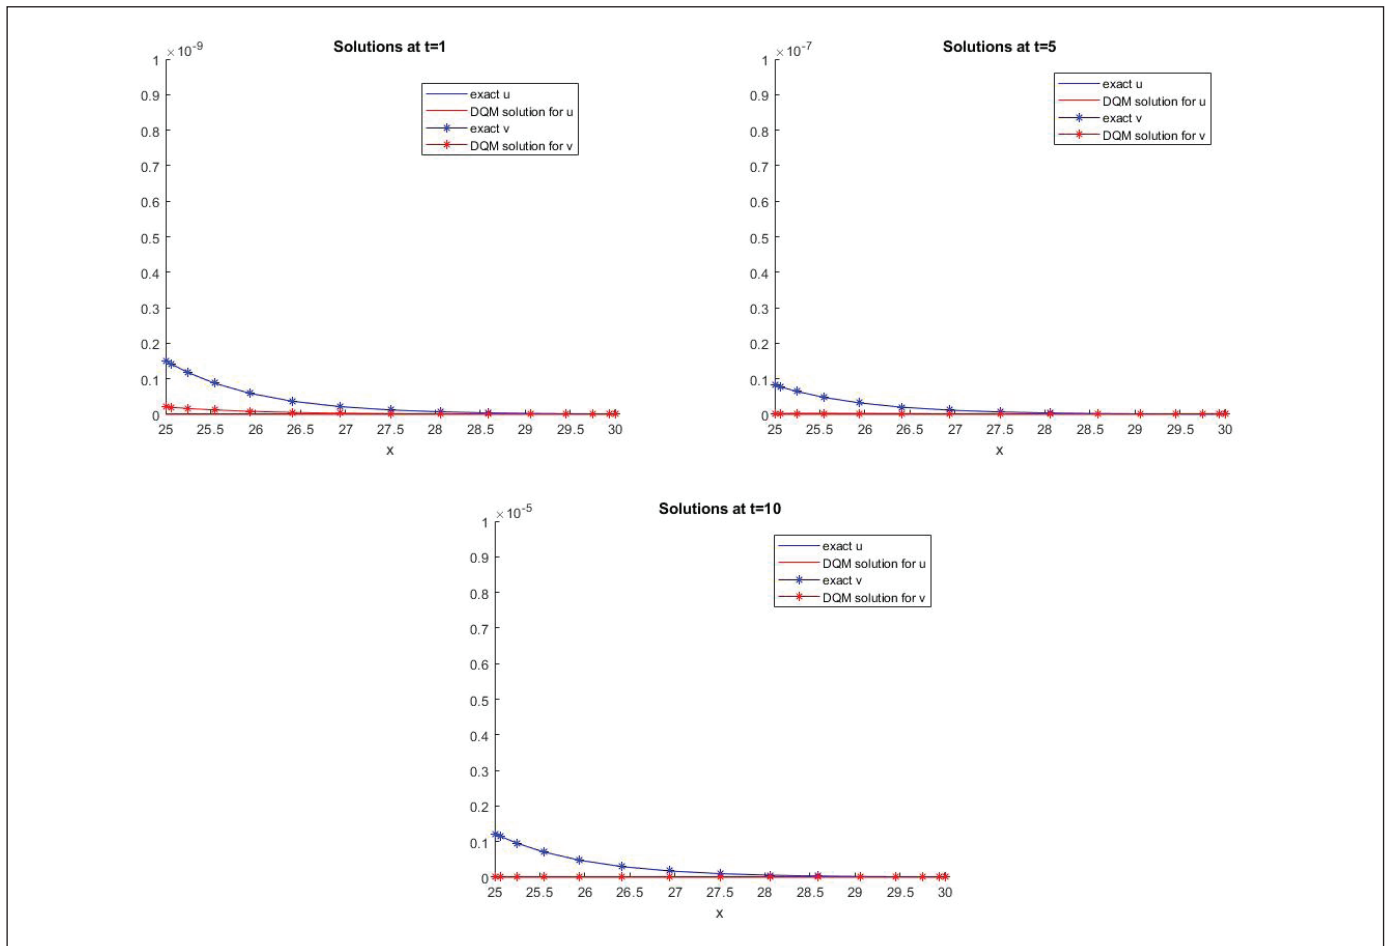 Solutions at t=1
×10-9
1
0.9
0.8
0.7
0.6
0.5
0.4
0.3
0.2
0.1
0
25 25.5 26 26.5 27 27.5 28 28.5 29 29.5 30
x
exact u
DQM solution for u
exact v
DQM solution for v
Solutions at t=5
×10-7
1
0.9
0.8
0.7
0.6
0.5
0.4
0.3
0.2
0.1
0
25 25.5 26 26.5 27 27.5 28 28.5 29 29.5 30
x
exact u
DQM solution for u
exact v
DQM solution for v
Solutions at t=10
×10-5
1
0.9
0.8
0.7
0.6
0.5
0.4
0.3
0.2
0.1
0
25 25.5 26 26.5 27 27.5 28 28.5 29 29.5 30
x
exact u
DQM solution for u
exact v
DQM solution for v